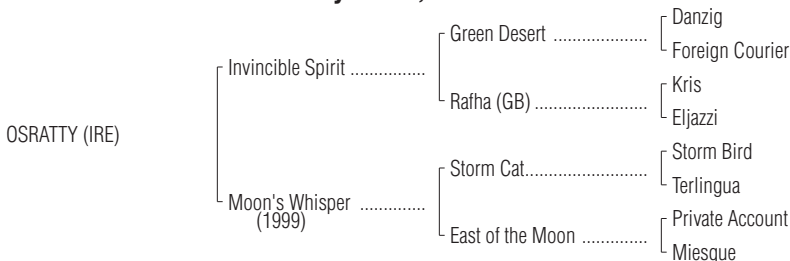 Danzig
Green Desert ....................
Foreign Courier
Invincible Spirit ................
Kris
Rafha (GB) ........................
Eljazzi
OSRATTY (IRE)
Storm Bird
Storm Cat..........................
Terlingua
Moon's Whisper ..............
(1999)
Private Account
East of the Moon ..............
Miesque